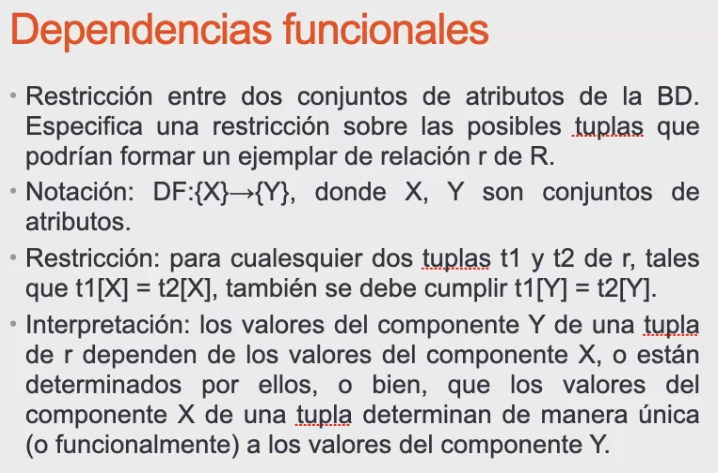 Dependencias funcionales
• Restricción entre dos conjuntos de atributos de la BD.
Especifica una restricción sobre las posibles tuplas que
podrían formar un ejemplar de relación r de R.
• Notación: DF:{X}→{Y}, donde X, Y son conjuntos de
atributos.
• Restricción: para cualesquier dos tuplas t1 y t2 de r, tales
que t1[X] = t2[X], también se debe cumplir t1[Y] = t2[Y].
• Interpretación: los valores del componente Y de una tupla
de r dependen de los valores del componente X, o están
determinados por ellos, o bien, que los valores del
componente X de una tupla determinan de manera única
(o funcionalmente) a los valores del componente Y.